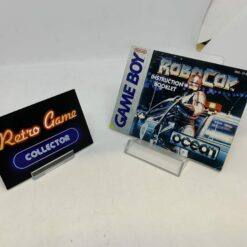 Retro Game
COLLECTOR
GAME BOY
ROBOCOP
INSTRUCTION
BOOKLET
ocean